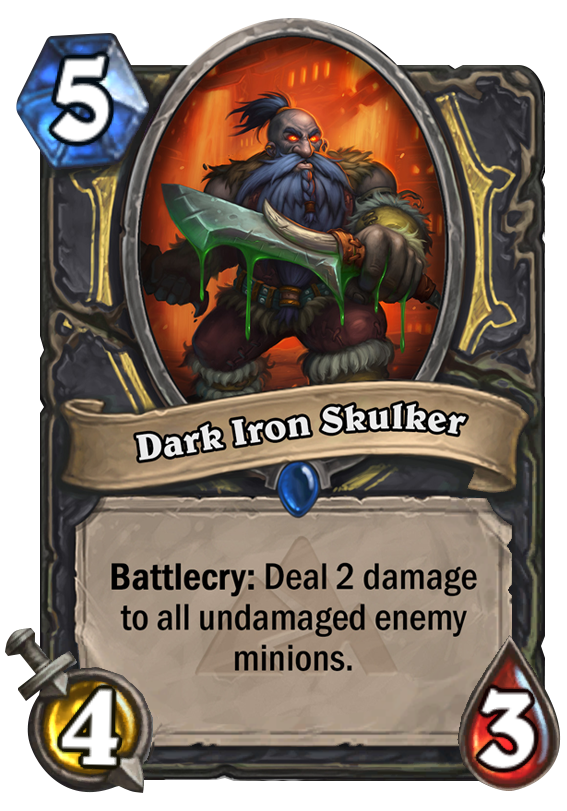 5
Dark Iron Skulker
Battlecry: Deal 2 damage
to all undamaged enemy
minions.
4
3